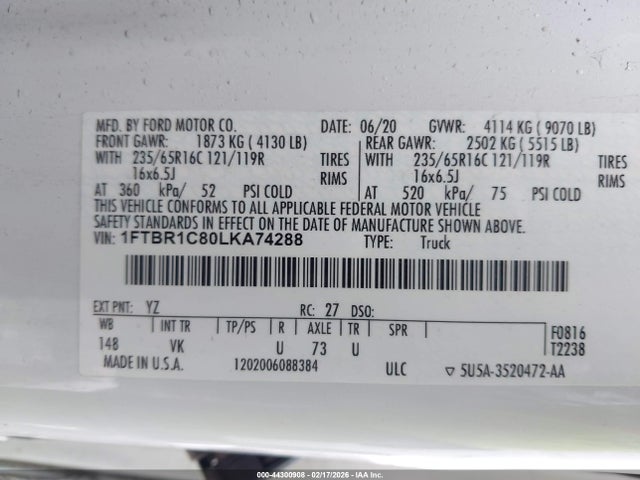 MFD. BY FORD MOTOR CO. DATE: 06/20 GVWR: 4114 KG ( 9070 LB)
FRONT GAWR: 1873 KG ( 4130 LB) REAR GAWR: 2502 KG ( 5515 LB)
WITH 235/65R16C 121/119R TIRES WITH 235/65R16C 121/119R TIRES
16x6.5J RIMS 16x6.5J RIMS
AT 360 kPa/ 52 PSI COLD AT 520 kPa/ 75 PSI COLD
THIS VEHICLE CONFORMS TO ALL APPLICABLE FEDERAL MOTOR VEHICLE
SAFETY STANDARDS IN EFFECT ON THE DATE OF MANUFACTURE SHOWN ABOVE.
VIN: 1FTBR1C80LKA74288 TYPE: Truck
EXT PNT: YZ RC: 27 DSO:
WB INT TR TP/PS R AXLE TR SPR F0816
148 VK U 73 U T2238
MADE IN U.S.A. 1202006088384 ULC ▽ 5U5A-3520472-AA
000-44300908 - 02/17/2026 - IAAI, Inc.